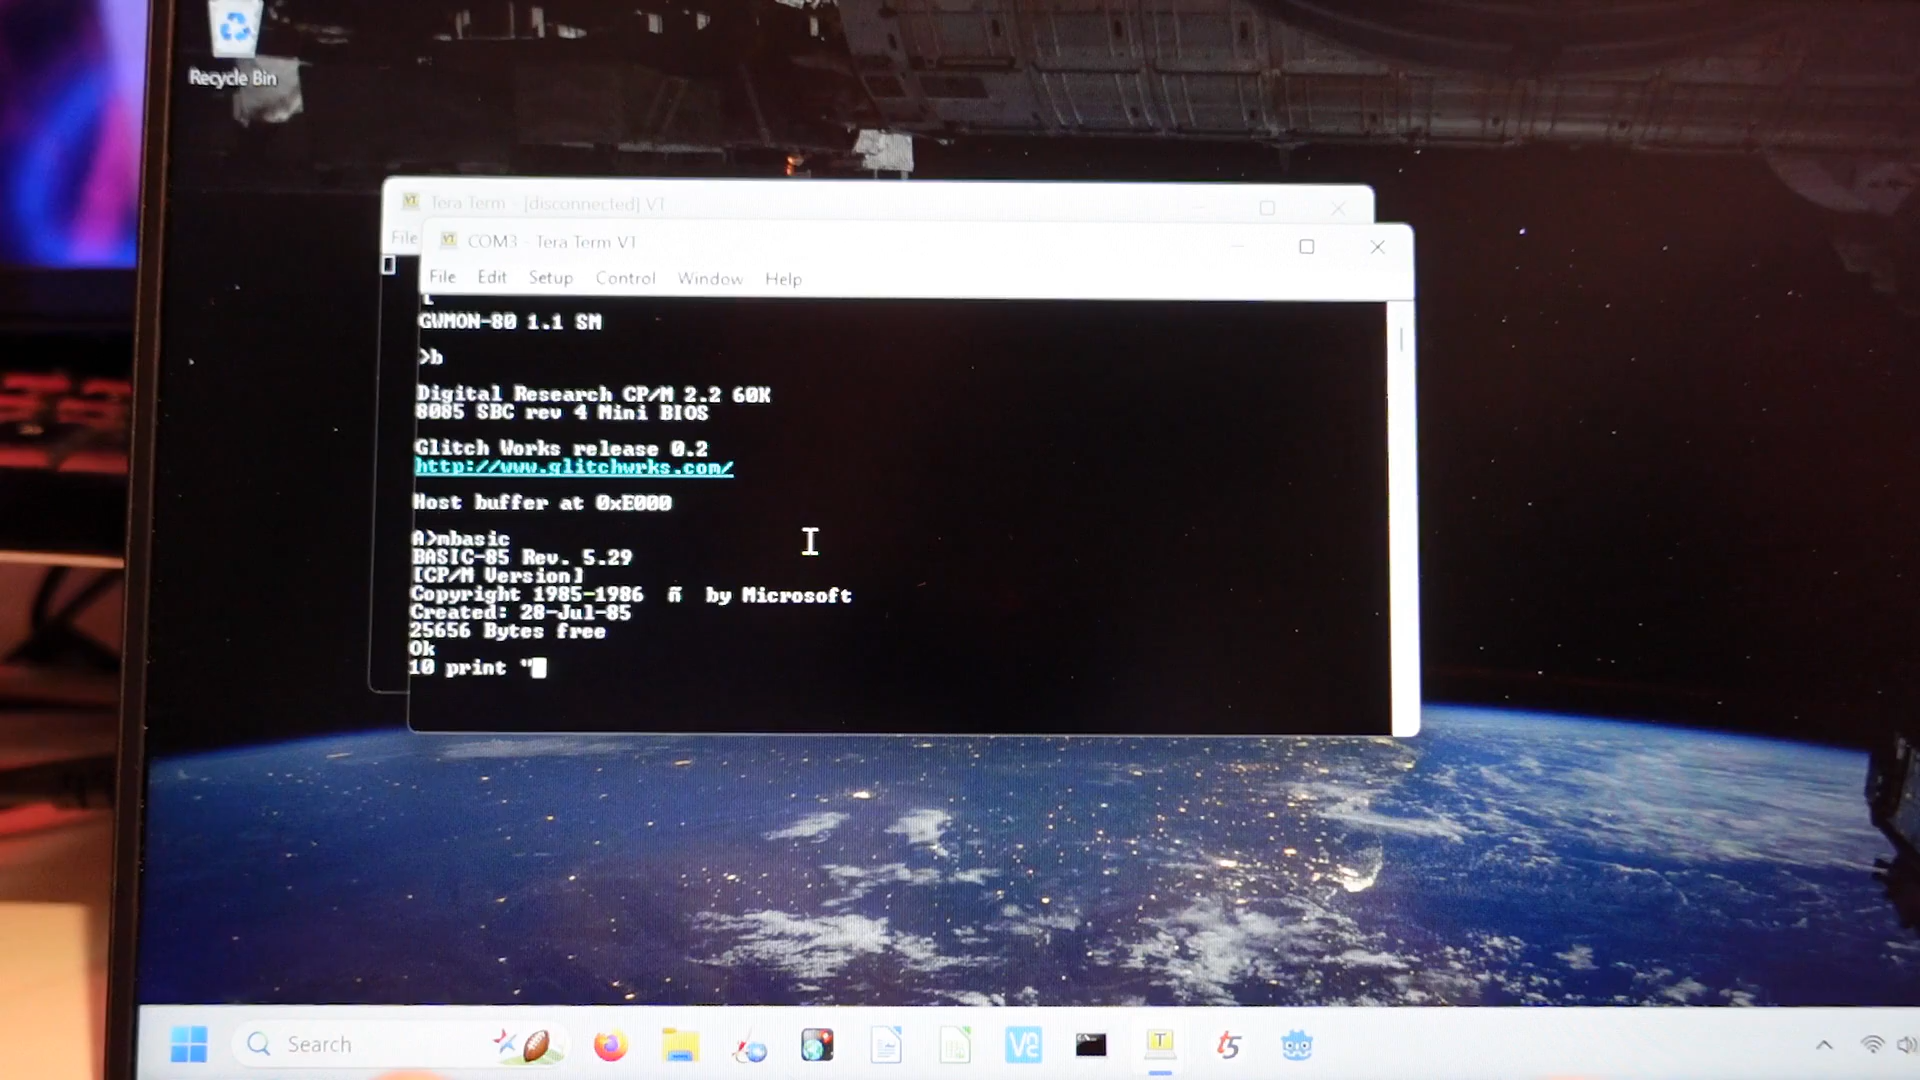 Recycle Bin
Tera Term - [disconnected] VT
File
COM3 - Tera Term VT
File Edit Setup Control Window Help
GWMON-80 1.1 SM
>b
Digital Research CP/M 2.2 60K
8085 SBC rev 4 Mini BIOS
Glitch Works release 0.2
http://www.glitchwrks.com/
Host buffer at 0xE000
A>mbasic
BASIC-85 Rev. 5.29
[CP/M Version]
Copyright 1985-1986 ñ by Microsoft
Created: 28-Jul-85
25656 Bytes free
Ok
10 print "
Search